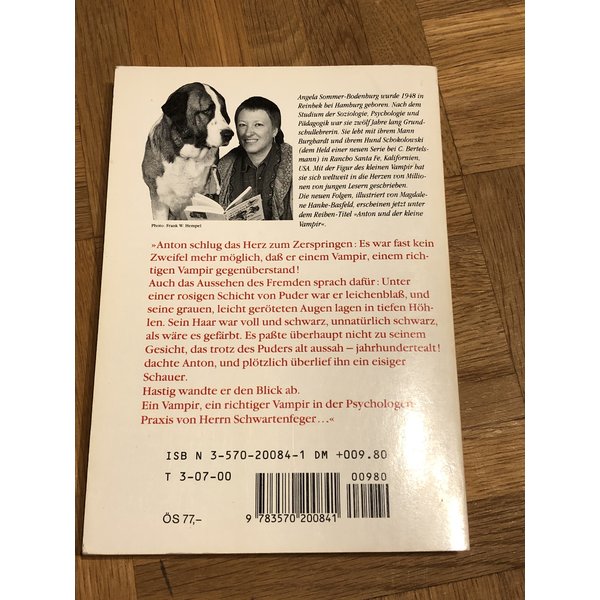 Angela Sommer-Bodenburg wurde 1948 in
Reinbek bei Hamburg geboren. Nach dem
Studium der Soziologie, Psychologie und
Pädagogik war sie zwölf Jahre lang Grund-
schullehrerin. Sie lebt mit ihrem Mann
Burghardt und ihrem Hund Schokolowski
(dem Held einer neuen Serie bei C. Bertels-
mann) in Rancho Santa Fe, Kalifornien,
USA. Mit der Figur des kleinen Vampir hat
sie sich weltweit in die Herzen von Millio-
nen von jungen Lesern geschrieben.
Die neuen Folgen, illustriert von Magdale-
ne Hanke-Basfeld, erscheinen jetzt unter
dem Reihen-Titel »Anton und der kleine
Vampir«.
Photo: Frank W. Hempel
»Anton schlug das Herz zum Zerspringen: Es war fast kein
Zweifel mehr möglich, daß er einem Vampir, einem rich-
tigen Vampir gegenüberstand!
Auch das Aussehen des Fremden sprach dafür: Unter
einer rosigen Schicht von Puder war er leichenblaß, und
seine grauen, leicht geröteten Augen lagen in tiefen Höh-
len. Sein Haar war voll und schwarz, unnatürlich schwarz,
als wäre es gefärbt. Es paßte überhaupt nicht zu seinem
Gesicht, das trotz des Puders alt aussah – jahrhundertealt!
dachte Anton, und plötzlich überlief ihn ein eisiger
Schauer.
Hastig wandte er den Blick ab.
Ein Vampir, ein richtiger Vampir in der Psychologen-
Praxis von Herrn Schwartenfeger...«
ISBN 3-570-20084-1 DM +009.80
T 3-07-00 00980
ÖS 77,–
9 783570 200841